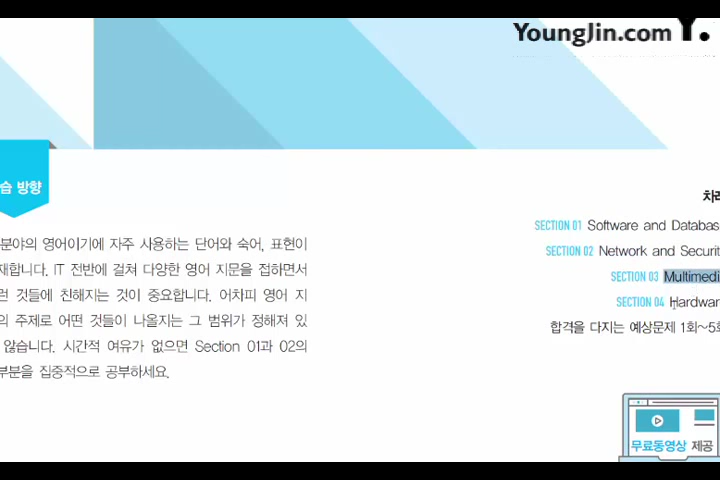 YoungJin.com Y.
습 방향
분야의 영어이기에 자주 사용하는 단어와 숙어, 표현이
재합니다. IT 전반에 걸쳐 다양한 영어 지문을 접하면서
런 것들에 친해지는 것이 중요합니다. 어차피 영어 지
의 주제로 어떤 것들이 나올지는 그 범위가 정해져 있
않습니다. 시간적 여유가 없으면 Section 01과 02의
부분을 집중적으로 공부하세요.
차례
SECTION 01 Software and Databas
SECTION 02 Network and Securit
SECTION 03 Multimedi
SECTION 04 Hardwar
합격을 다지는 예상문제 1회~5회
무료동영상 제공